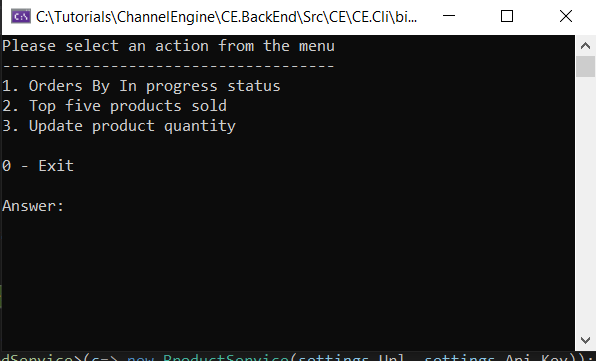 C:\Tutorials\ChannelEngine\CE.BackEnd\Src\CE\CE.Cli\bi...
Please select an action from the menu
-------------------------------------
1. Orders By In progress status
2. Top five products sold
3. Update product quantity
0 - Exit
Answer:
dService>(c=> new ProductService(settings.Url, settings.Api Key));